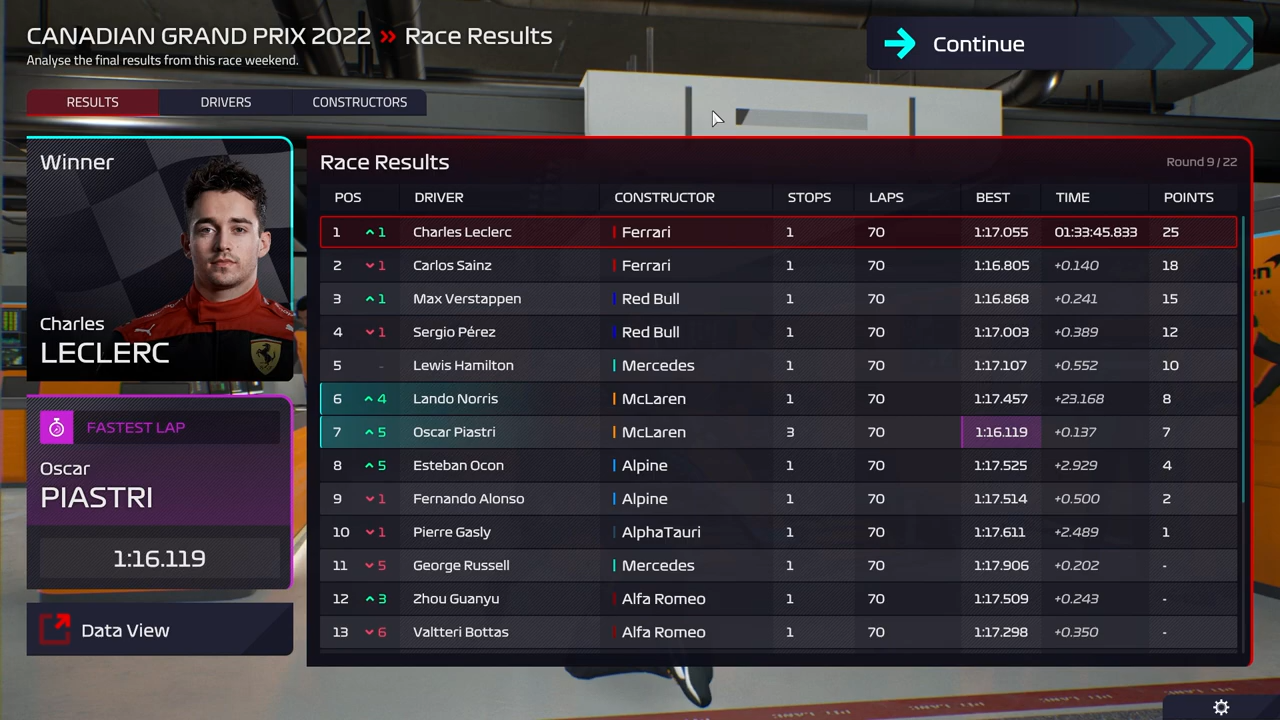 CANADIAN GRAND PRIX 2022 » Race Results
Analyse the final results from this race weekend.
Continue
RESULTS DRIVERS CONSTRUCTORS
Winner
Charles
LECLERC
FASTEST LAP
Oscar
PIASTRI
1:16.119
Data View
Race Results Round 9 / 22
POS DRIVER CONSTRUCTOR STOPS LAPS BEST TIME POINTS
1 1 Charles Leclerc Ferrari 1 70 1:17.055 01:33:45.833 25
2 1 Carlos Sainz Ferrari 1 70 1:16.805 +0.140 18
3 1 Max Verstappen Red Bull 1 70 1:16.868 +0.241 15
4 1 Sergio Pérez Red Bull 1 70 1:17.003 +0.389 12
5 - Lewis Hamilton Mercedes 1 70 1:17.107 +0.552 10
6 4 Lando Norris McLaren 1 70 1:17.457 +23.168 8
7 5 Oscar Piastri McLaren 3 70 1:16.119 +0.137 7
8 5 Esteban Ocon Alpine 1 70 1:17.525 +2.929 4
9 1 Fernando Alonso Alpine 1 70 1:17.514 +0.500 2
10 1 Pierre Gasly AlphaTauri 1 70 1:17.611 +2.489 1
11 5 George Russell Mercedes 1 70 1:17.906 +0.202 -
12 3 Zhou Guanyu Alfa Romeo 1 70 1:17.509 +0.243 -
13 6 Valtteri Bottas Alfa Romeo 1 70 1:17.298 +0.350 -